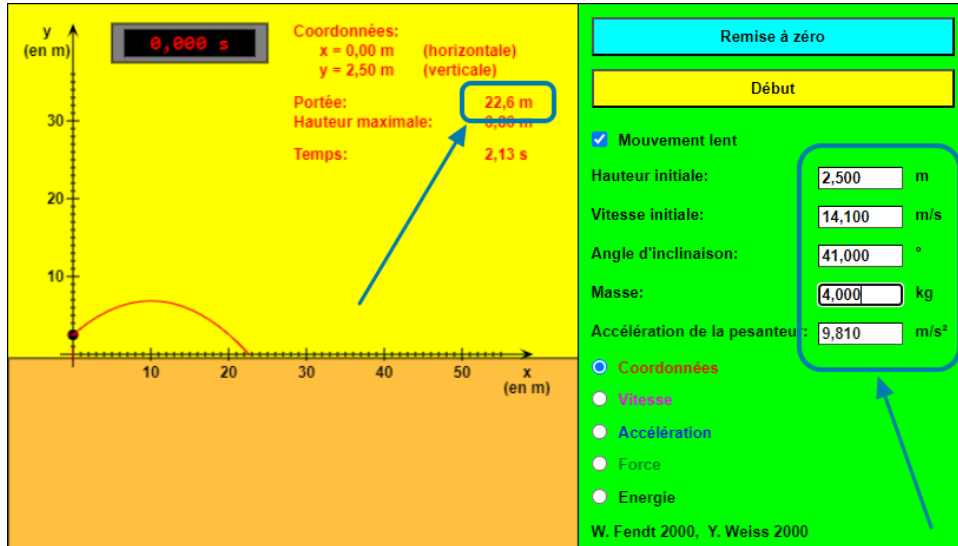 y
(en m)
0,000 s
Coordonnées:
x = 0,00 m (horizontale)
y = 2,50 m (verticale)
Portée: 22,6 m
Hauteur maximale: 6,86 m
Temps: 2,13 s
30
20
10
10 20 30 40 50 x
(en m)
Remise à zéro
Début
Mouvement lent
Hauteur initiale: 2,500 m
Vitesse initiale: 14,100 m/s
Angle d'inclinaison: 41,000 °
Masse: 4,000 kg
Accélération de la pesanteur: 9,810 m/s²
Coordonnées
Vitesse
Accélération
Force
Energie
W. Fendt 2000, Y. Weiss 2000